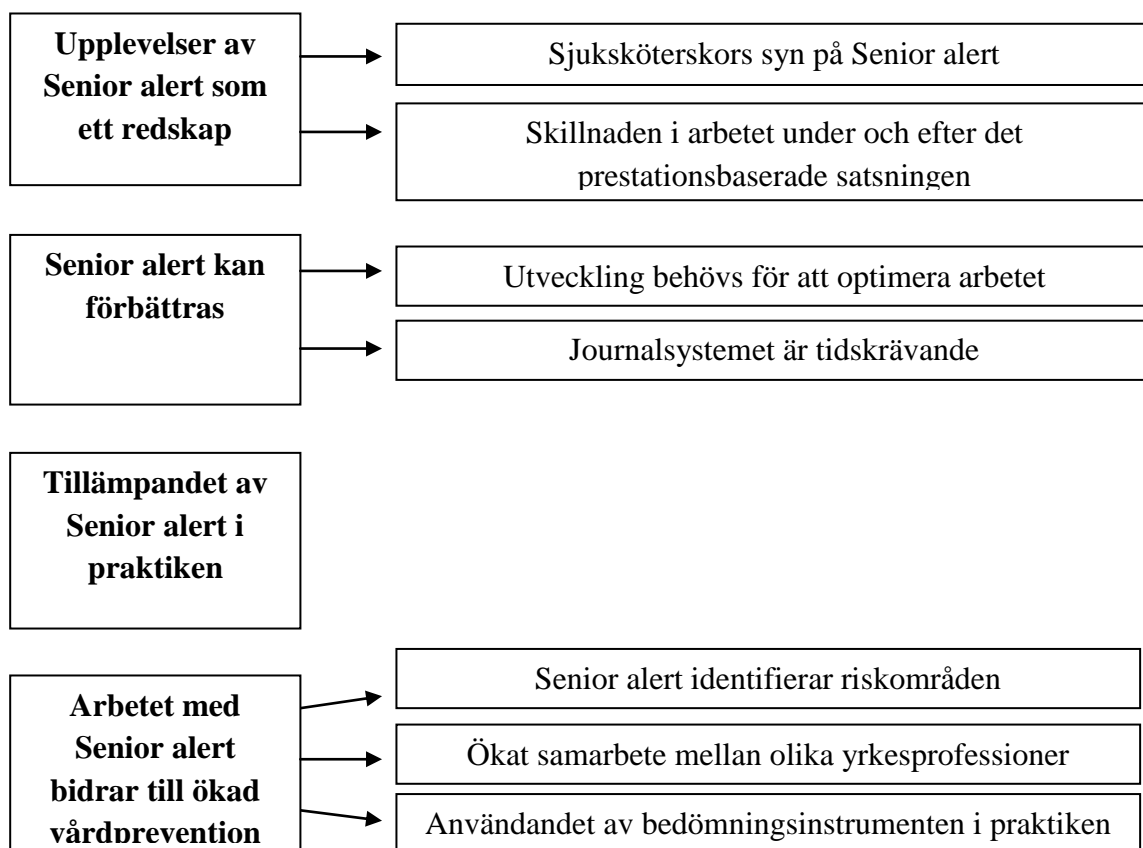 Upplevelser av
Senior alert som
ett redskap
Sjuksköterskors syn på Senior alert
Skillnaden i arbetet under och efter det
prestationsbaserade satsningen
Senior alert kan
förbättras
Utveckling behövs för att optimera arbetet
Journalsystemet är tidskrävande
Tillämpandet av
Senior alert i
praktiken
Arbetet med
Senior alert
bidrar till ökad
vårdprevention
Senior alert identifierar riskområden
Ökat samarbete mellan olika yrkesprofessioner
Användandet av bedömningsinstrumenten i praktiken